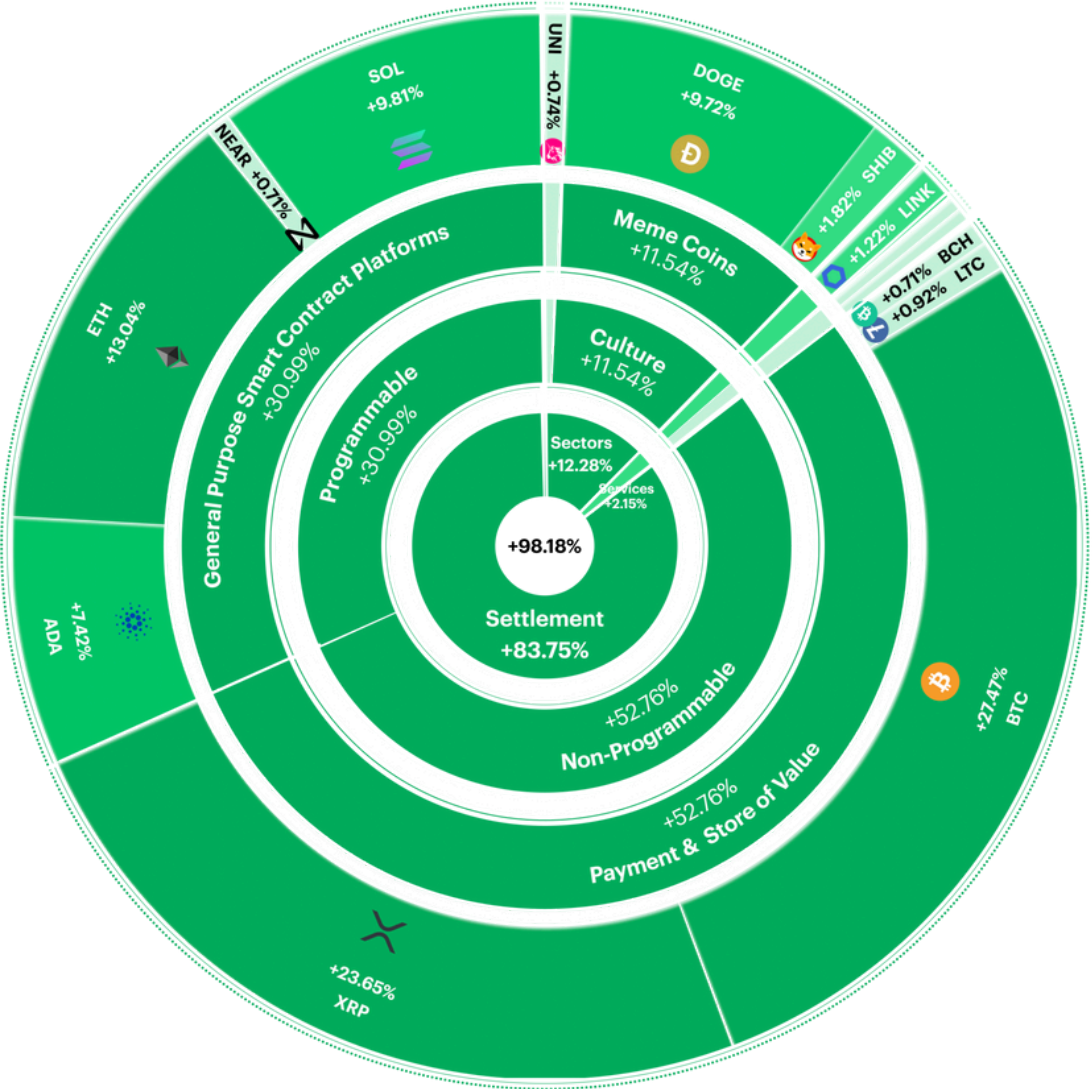 UNI +0.74%
DOGE
+9.72%
SHIB +1.82%
LINK +1.22%
BCH +0.71%
LTC +0.92%
SOL
+9.81%
NEAR +0.71%
ETH
+13.04%
ADA
+7.42%
+23.65%
XRP
+27.47%
BTC
General Purpose Smart Contract Platforms
+30.99%
Meme Coins
+11.54%
Programmable
+30.99%
Culture
+11.54%
Sectors
+12.28%
Services
+2.15%
+98.18%
Settlement
+83.75%
+52.76%
Non-Programmable
+52.76%
Payment & Store of Value